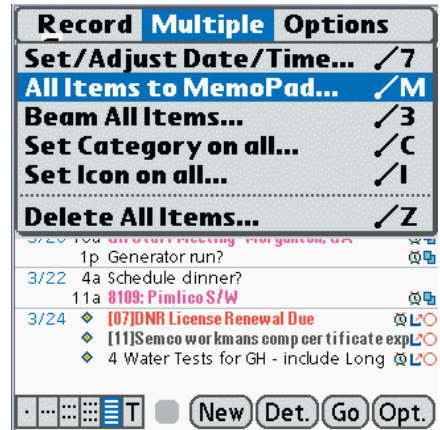 Record Multiple Options
Set/Adjust Date/Time... /7
All Items to MemoPad... /M
Beam All Items... /3
Set Category on all... /C
Set Icon on all... /I
Delete All Items... /Z
1p Generator run?
3/22 4a Schedule dinner?
11a 8109: Pimlico S/W
3/24 [07]DNR License Renewal Due
[11]Semco workmans comp certificate exp
4 Water Tests for GH - include Long
T New Det. Go Opt.